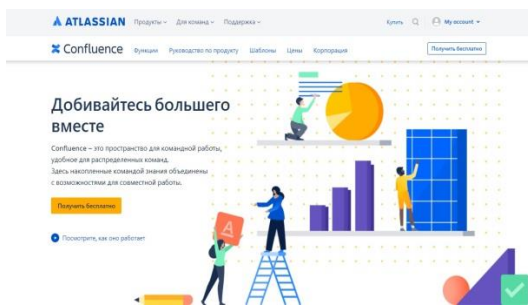 ATLASSIAN Продукты Для команд Поддержка Купить My account
Confluence Функции Руководство по продукту Шаблоны Цены Корпорация Получить бесплатно
Добивайтесь большего
вместе
Confluence – это пространство для командной работы,
удобное для распределенных команд.
Здесь накопленные командой знания объединены
с возможностями для совместной работы.
Получить бесплатно
Посмотрите, как оно работает
A